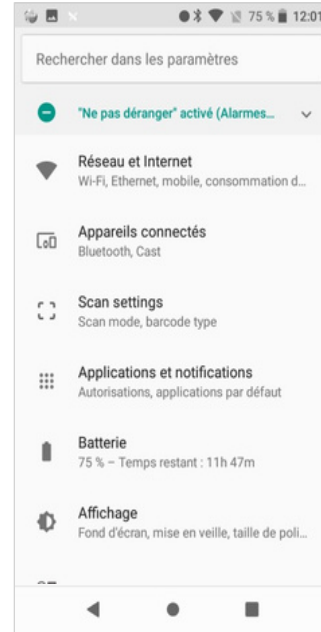 75 % 12:01
Rechercher dans les paramètres
"Ne pas déranger" activé (Alarmes...
Réseau et Internet
Wi-Fi, Ethernet, mobile, consommation d...
Appareils connectés
Bluetooth, Cast
Scan settings
Scan mode, barcode type
Applications et notifications
Autorisations, applications par défaut
Batterie
75 % – Temps restant : 11h 47m
Affichage
Fond d'écran, mise en veille, taille de poli...